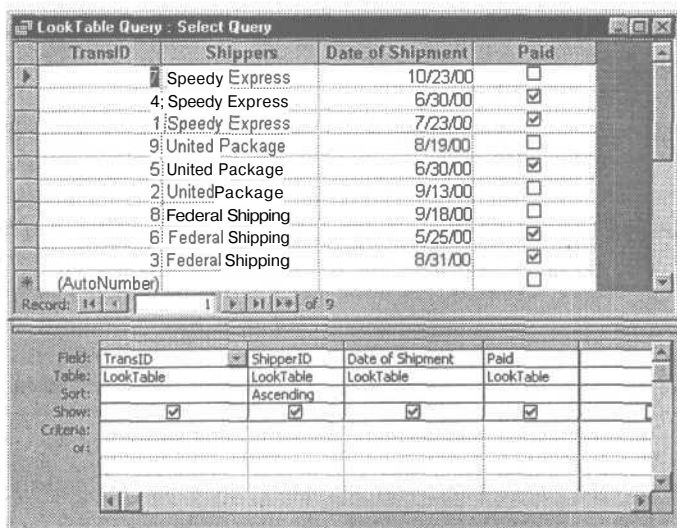 LookTable Query : Select Query
TransID Shippers Date of Shipment Paid
7 Speedy Express 10/23/00
4 Speedy Express 6/30/00
1 Speedy Express 7/23/00
9 United Package 8/19/00
5 United Package 6/30/00
2 UnitedPackage 9/13/00
8 Federal Shipping 9/18/00
6 Federal Shipping 5/25/00
3 Federal Shipping 8/31/00
(AutoNumber)
Record: 1 of 9
Field: TransID ShipperID Date of Shipment Paid
Table: LookTable LookTable LookTable LookTable
Sort: Ascending
Show:
Criteria:
or: